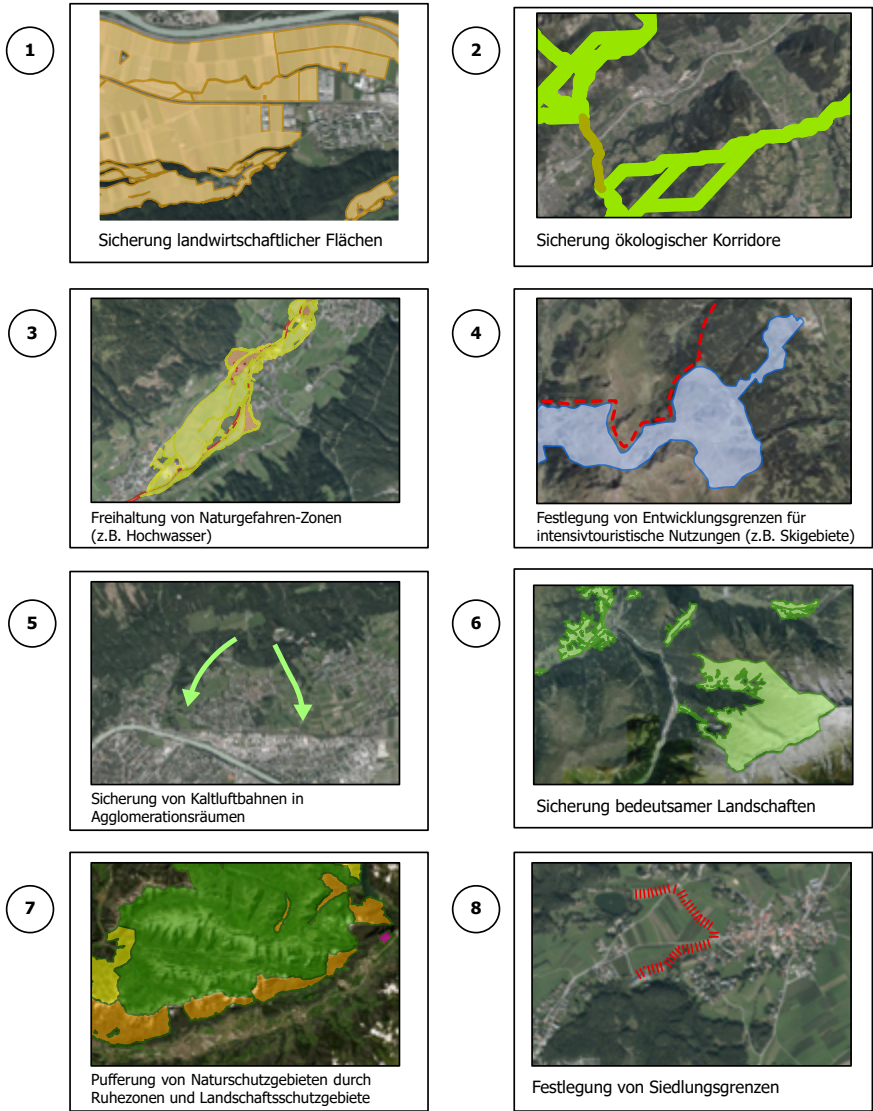 1
Sicherung landwirtschaftlicher Flächen
2
Sicherung ökologischer Korridore
3
Freihaltung von Naturgefahren-Zonen
(z.B. Hochwasser)
4
Festlegung von Entwicklungsgrenzen für
intensivtouristische Nutzungen (z.B. Skigebiete)
5
Sicherung von Kaltluftbahnen in
Agglomerationsräumen
6
Sicherung bedeutsamer Landschaften
7
Pufferung von Naturschutzgebieten durch
Ruhezonen und Landschaftsschutzgebiete
8
Festlegung von Siedlungsgrenzen